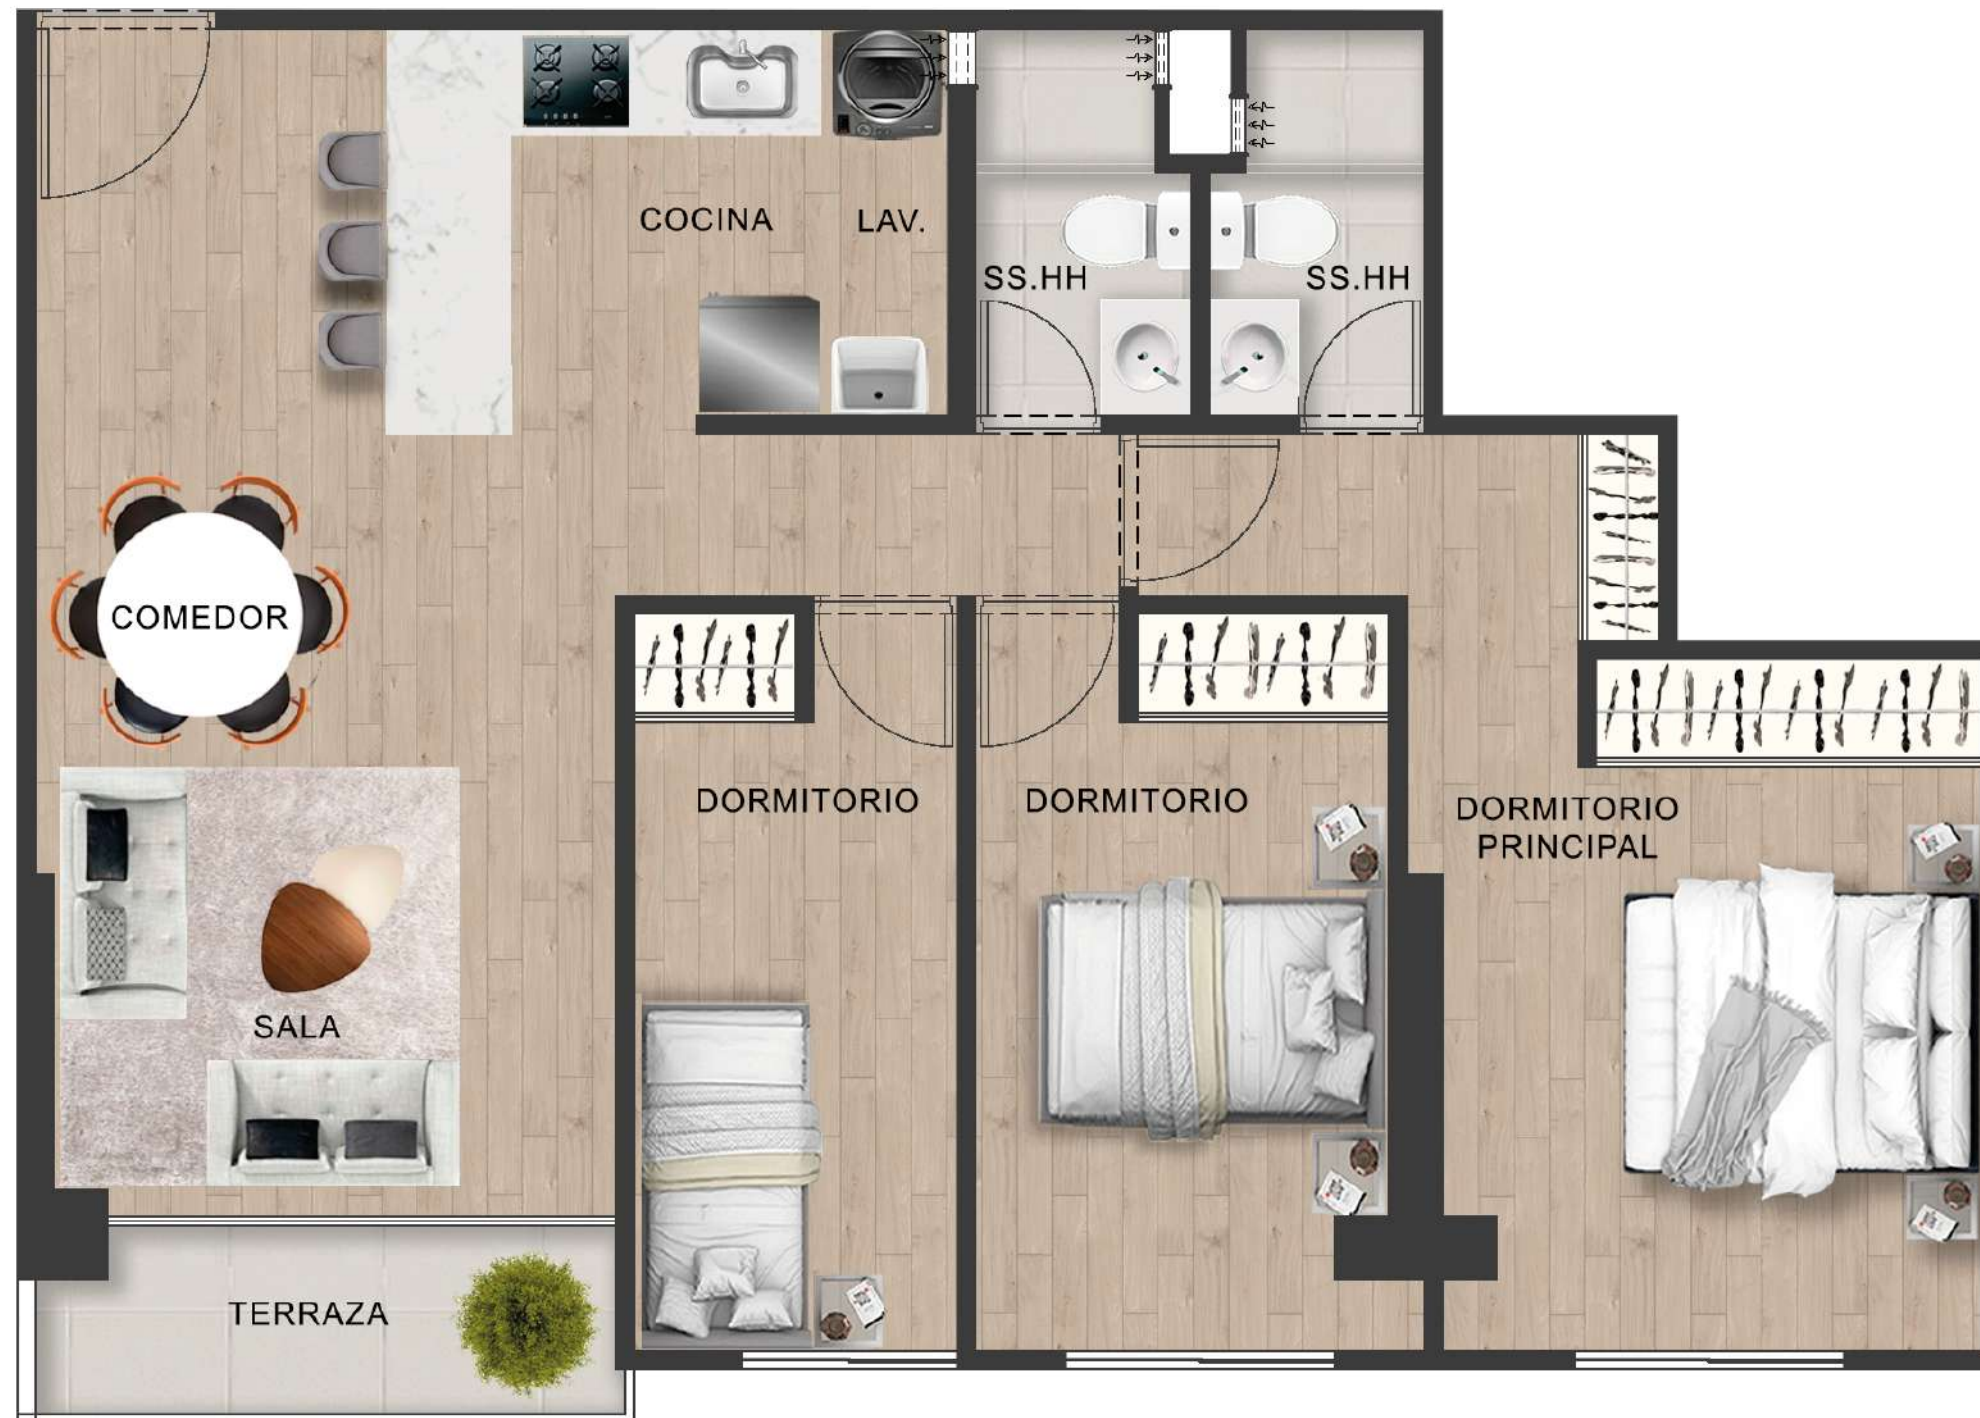 COCINA
LAV.
SS.HH
SS.HH
COMEDOR
DORMITORIO
DORMITORIO
DORMITORIO
PRINCIPAL
SALA
TERRAZA